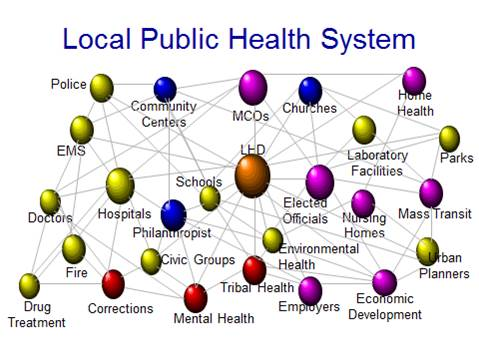 Local Public Health System
Police
Community
Centers
MCOs
Churches
Home
Health
EMS
LHD
Laboratory
Facilities
Parks
Schools
Doctors
Hospitals
Philanthropist
Elected
Officials
Nursing
Homes
Mass Transit
Fire
Civic Groups
Environmental
Health
Urban
Planners
Drug
Treatment
Corrections
Mental Health
Tribal Health
Employers
Economic
Development